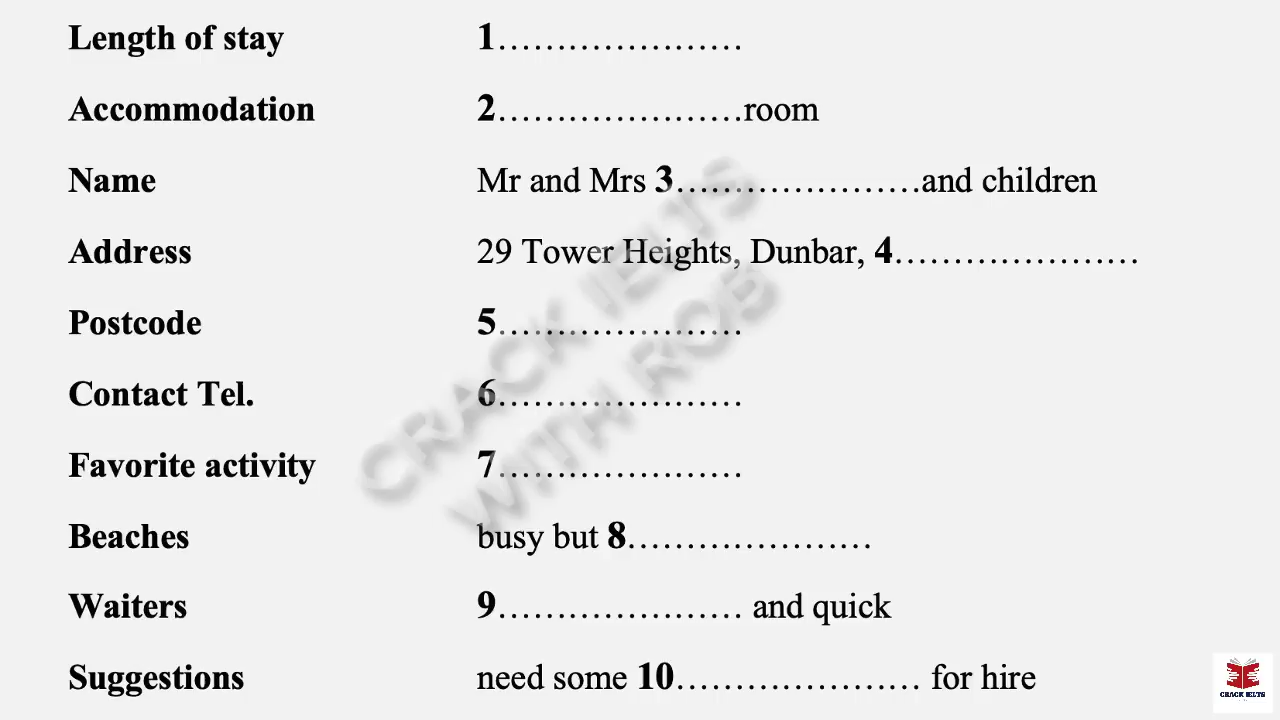 Length of stay 1…………………
Accommodation 2…………………room
Name Mr and Mrs 3…………………and children
Address 29 Tower Heights, Dunbar, 4…………………
Postcode 5…………………
Contact Tel. 6…………………
Favorite activity 7…………………
Beaches busy but 8…………………
Waiters 9………………… and quick
Suggestions need some 10………………… for hire
CRACK IELTS
WITH ROB
CRACK IELTS